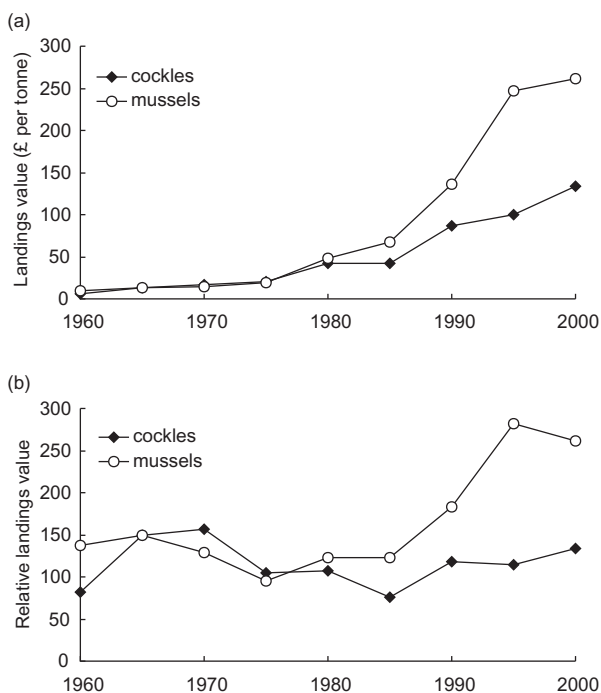 (a)
Landings value (£ per tonne)
300
250
200
150
100
50
0
cockles
mussels
1960 1970 1980 1990 2000
(b)
Relative landings value
300
250
200
150
100
50
0
cockles
mussels
1960 1970 1980 1990 2000